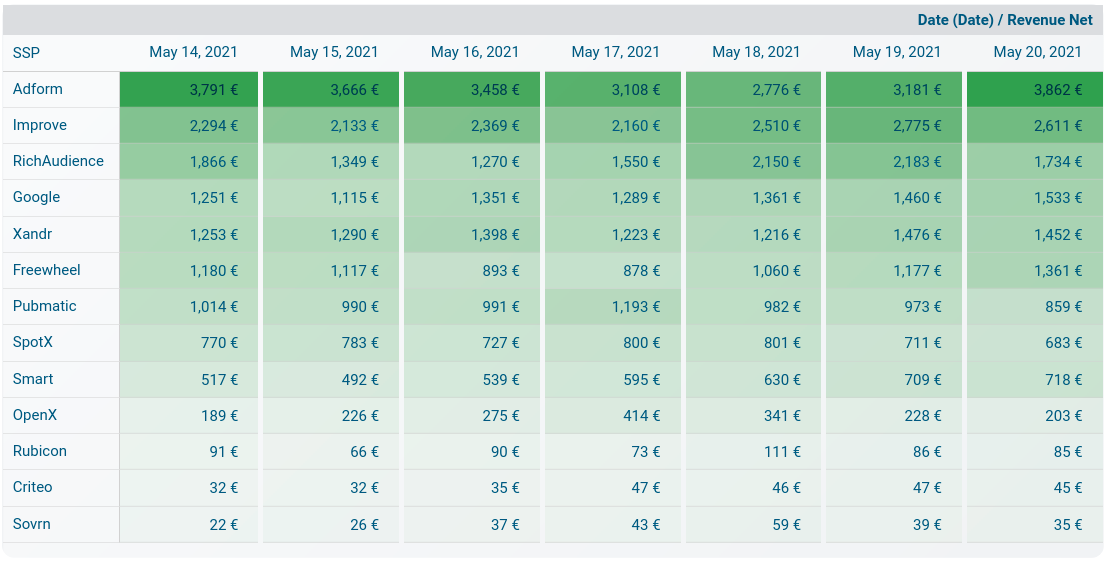 Date (Date) / Revenue Net
SSP May 14, 2021 May 15, 2021 May 16, 2021 May 17, 2021 May 18, 2021 May 19, 2021 May 20, 2021
Adform 3,791 € 3,666 € 3,458 € 3,108 € 2,776 € 3,181 € 3,862 €
Improve 2,294 € 2,133 € 2,369 € 2,160 € 2,510 € 2,775 € 2,611 €
RichAudience 1,866 € 1,349 € 1,270 € 1,550 € 2,150 € 2,183 € 1,734 €
Google 1,251 € 1,115 € 1,351 € 1,289 € 1,361 € 1,460 € 1,533 €
Xandr 1,253 € 1,290 € 1,398 € 1,223 € 1,216 € 1,476 € 1,452 €
Freewheel 1,180 € 1,117 € 893 € 878 € 1,060 € 1,177 € 1,361 €
Pubmatic 1,014 € 990 € 991 € 1,193 € 982 € 973 € 859 €
SpotX 770 € 783 € 727 € 800 € 801 € 711 € 683 €
Smart 517 € 492 € 539 € 595 € 630 € 709 € 718 €
OpenX 189 € 226 € 275 € 414 € 341 € 228 € 203 €
Rubicon 91 € 66 € 90 € 73 € 111 € 86 € 85 €
Criteo 32 € 32 € 35 € 47 € 46 € 47 € 45 €
Sovrn 22 € 26 € 37 € 43 € 59 € 39 € 35 €